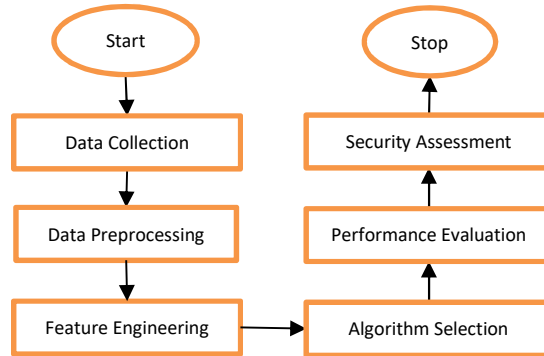 Start
Data Collection
Data Preprocessing
Feature Engineering
Algorithm Selection
Performance Evaluation
Security Assessment
Stop